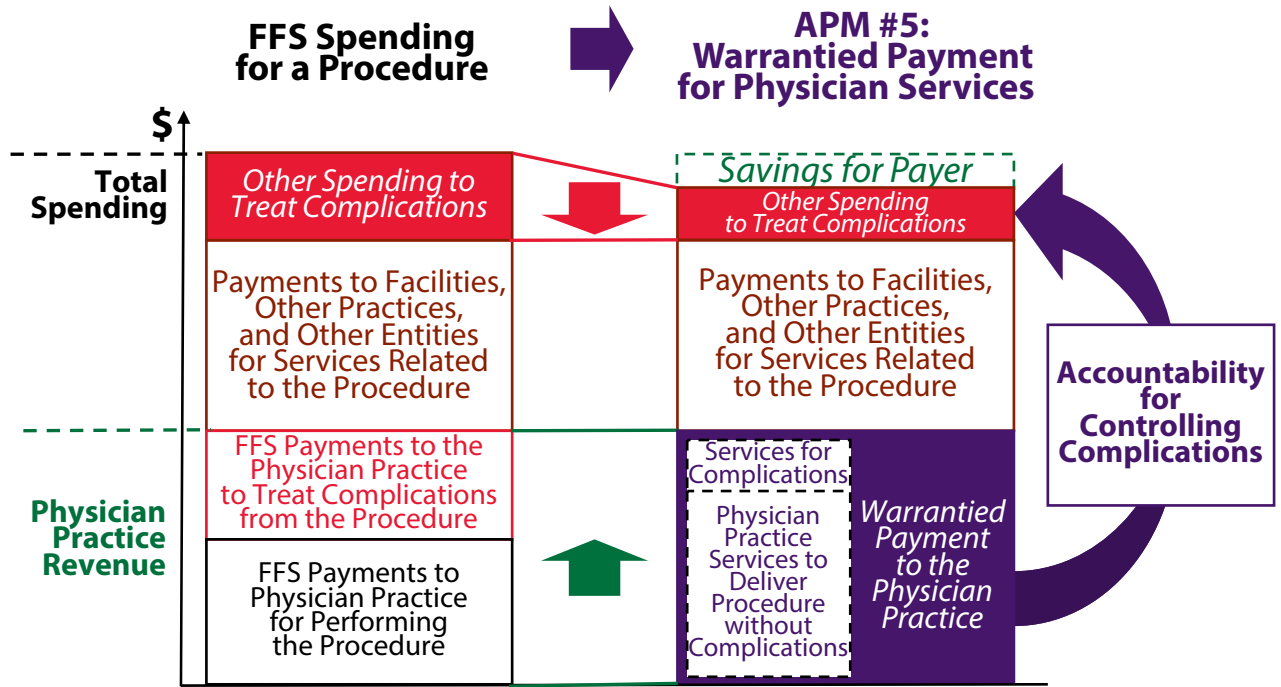 FFS Spending
for a Procedure
APM #5:
Warrantied Payment
for Physician Services
$
Total
Spending
Other Spending to
Treat Complications
Savings for Payer
Other Spending
to Treat Complications
Payments to Facilities,
Other Practices,
and Other Entities
for Services Related
to the Procedure
Payments to Facilities,
Other Practices,
and Other Entities
for Services Related
to the Procedure
Accountability
for
Controlling
Complications
Physician
Practice
Revenue
FFS Payments to the
Physician Practice
to Treat Complications
from the Procedure
FFS Payments to
Physician Practice
for Performing
the Procedure
Services for
Complications
Physician
Practice
Services to
Deliver
Procedure
without
Complications
Warrantied
Payment
to the
Physician
Practice